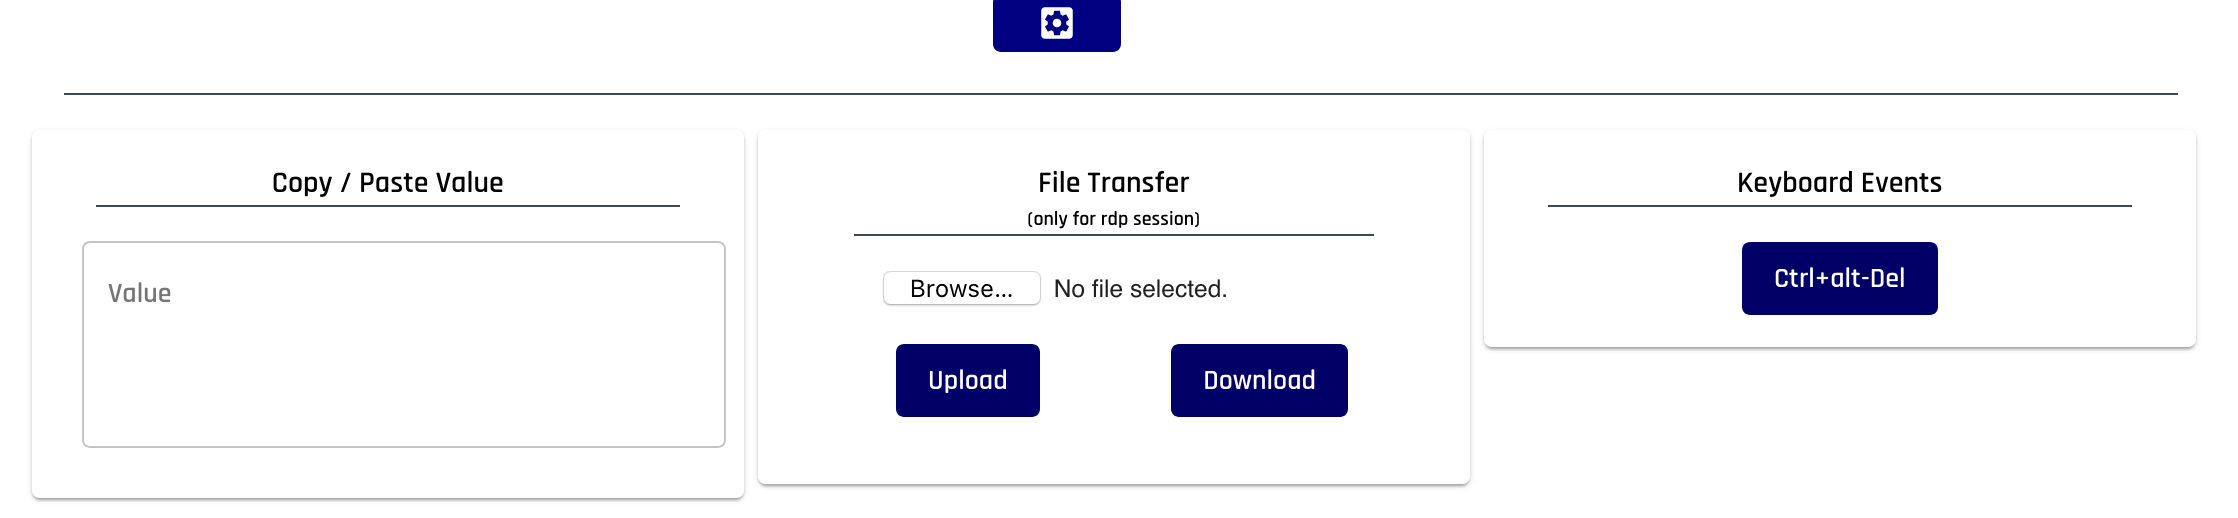 Copy / Paste Value
Value
File Transfer
(only for rdp session)
Browse...
No file selected.
Upload
Download
Keyboard Events
Ctrl+alt-Del